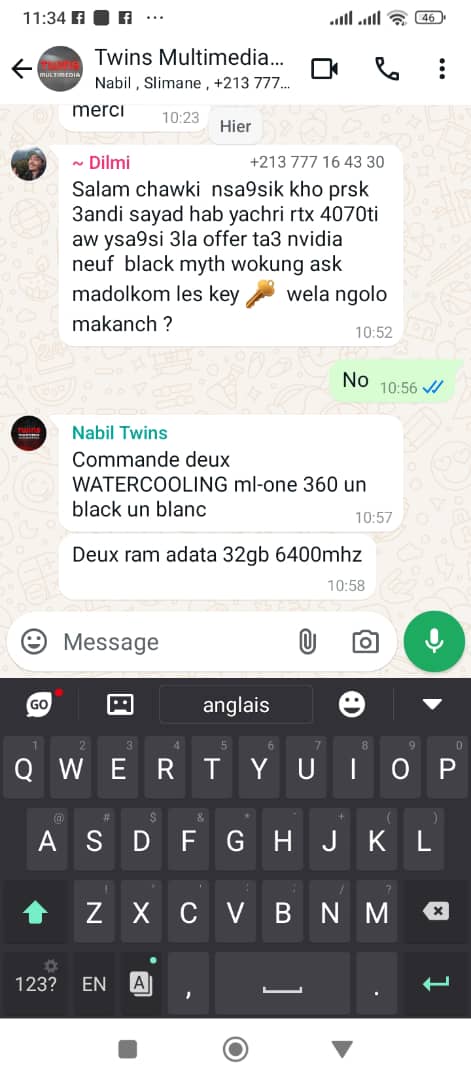 11:34
46
Twins Multimedia...
Nabil , Slimane , +213 777...
merci
10:23
Hier
~ Dilmi +213 777 16 43 30
Salam chawki nsa9sik kho prsk
3andi sayad hab yachri rtx 4070ti
aw ysa9si 3la offer ta3 nvidia
neuf black myth wokung ask
madolkom les key 🔑 wela ngolo
makanch ?
10:52
No 10:56
Nabil Twins
Commande deux
WATERCOOLING ml-one 360 un
black un blanc
10:57
Deux ram adata 32gb 6400mhz
10:58
Message
GO anglais
1 2 3 4 5 6 7 8 9 0
Q W E R T Y U I O P
@ # $ & * - + ( )
A S D F G H J K L
! " ' : ; / ?
Z X C V B N M
123? EN A , .